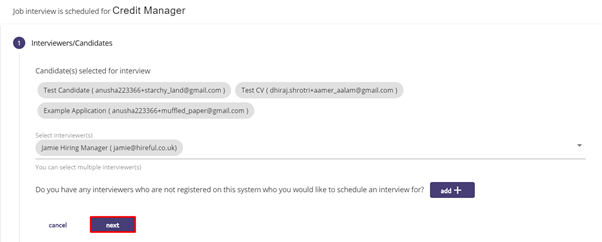 Job interview is scheduled for Credit Manager
1 Interviewers/Candidates
Candidate(s) selected for interview
Test Candidate ( anusha223366+starchy_land@gmail.com ) Test CV ( dhiraj.shrotri+aamer_aalam@gmail.com )
Example Application ( anusha223366+muffled_paper@gmail.com )
Select interviewer(s)
Jamie Hiring Manager ( jamie@hireful.co.uk)
You can select multiple interviewer(s)
Do you have any interviewers who are not registered on this system who you would like to schedule an interview for? add +
cancel next